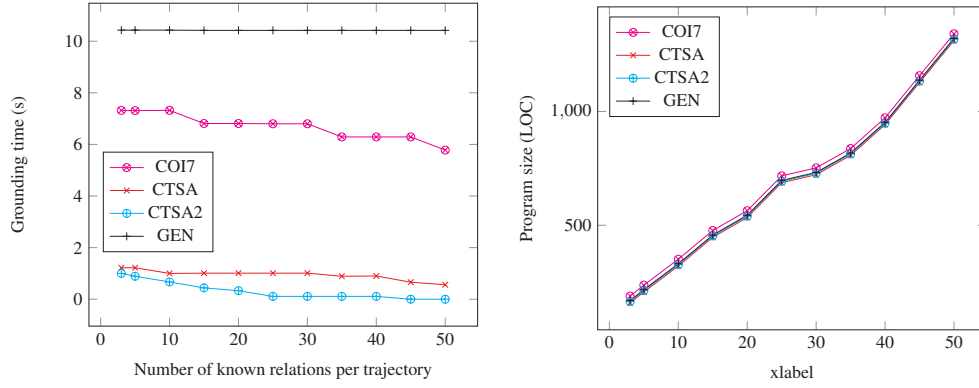 10
8
6
4
2
0
Grounding time (s)
COI7
CTSA
CTSA2
GEN
0 10 20 30 40 50
Number of known relations per trajectory
1,000
500
Program size (LOC)
COI7
CTSA
CTSA2
GEN
0 10 20 30 40 50
xlabel